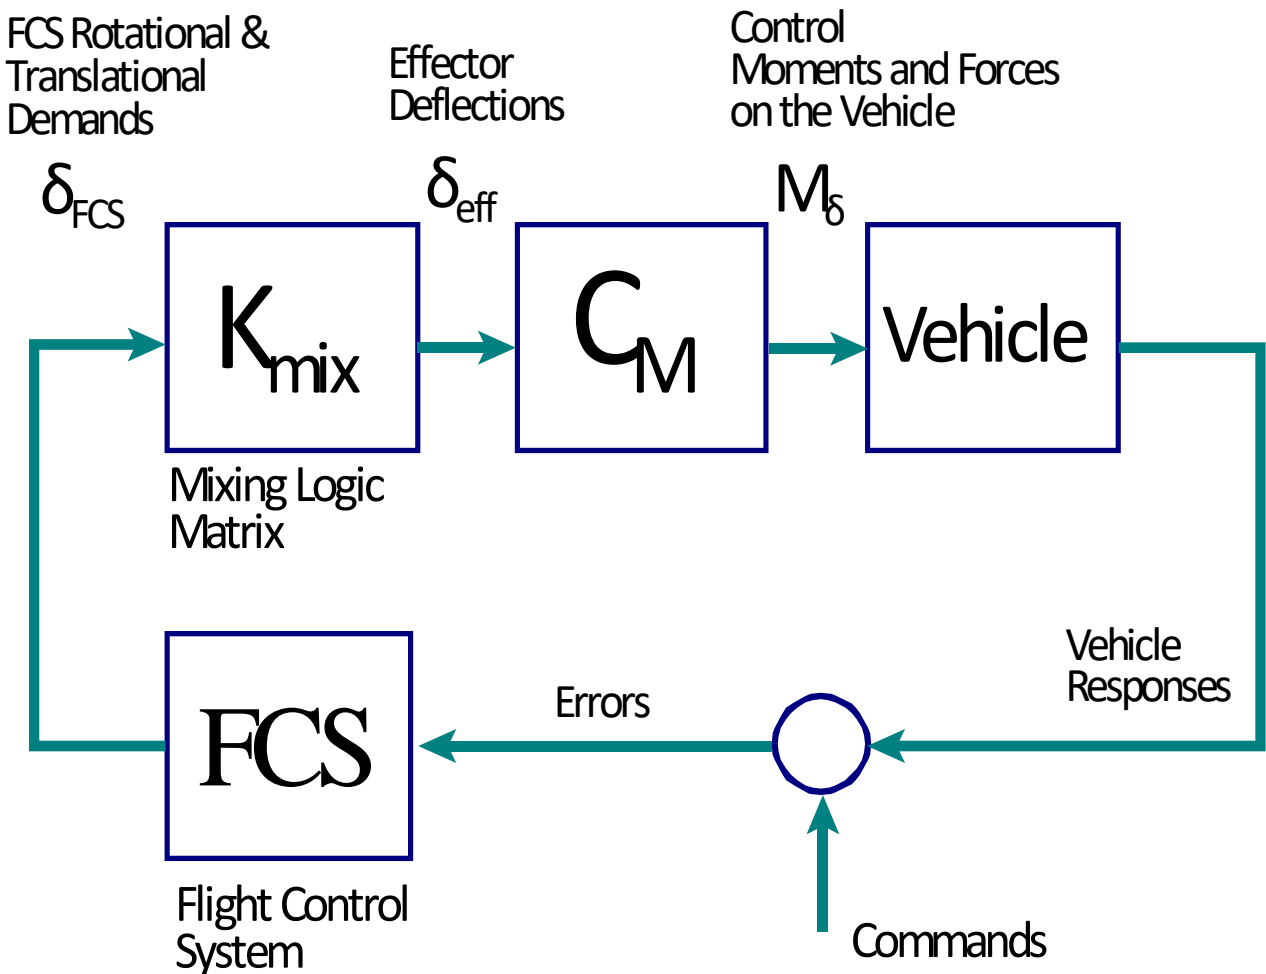 FCS Rotational &
Translational
Demands
Effector
Deflections
Control
Moments and Forces
on the Vehicle
δFCS
δeff
Mδ
Kmix
CM
Vehicle
Mixing Logic
Matrix
FCS
Errors
Vehicle
Responses
Flight Control
System
Commands